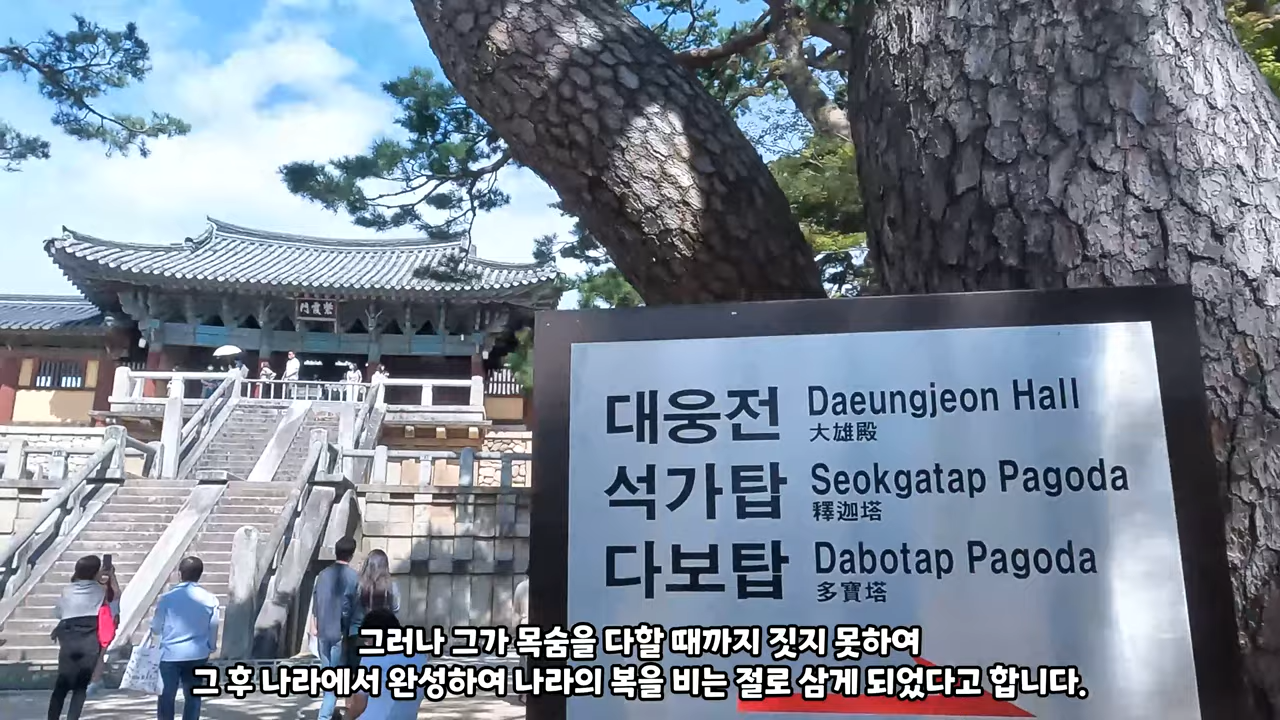 紫霞門
대웅전 Daeungjeon Hall
大雄殿
석가탑 Seokgatap Pagoda
釋迦塔
다보탑 Dabotap Pagoda
多寶塔
그러나 그가 목숨을 다할 때까지 짓지 못하여
그 후 나라에서 완성하여 나라의 복을 비는 절로 삼게 되었다고 합니다.